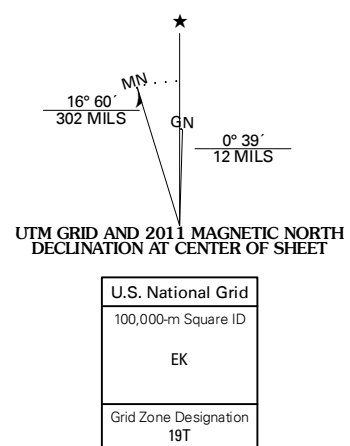 ★
MN
16° 60´
302 MILS
GN
0° 39´
12 MILS
UTM GRID AND 2011 MAGNETIC NORTH
DECLINATION AT CENTER OF SHEET
U.S. National Grid
100,000-m Square ID
EK
Grid Zone Designation
19T